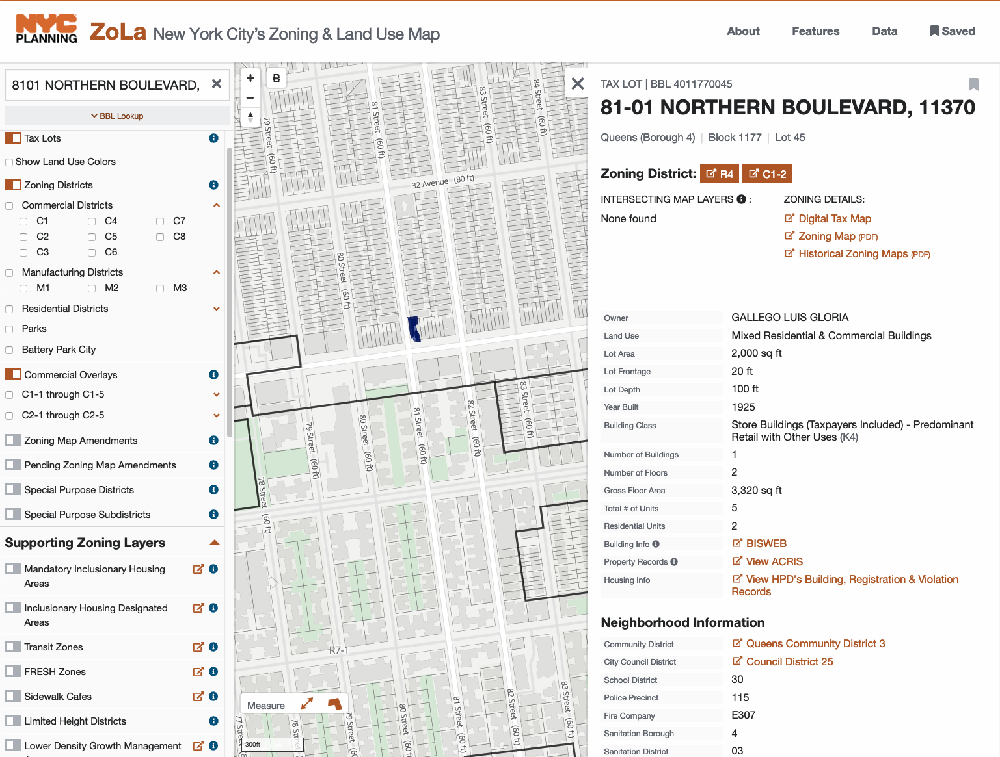 NYC
PLANNING
ZoLa New York City's Zoning & Land Use Map
About
Features
Data
Saved
8101 NORTHERN BOULEVARD,
BBL Lookup
Tax Lots
Show Land Use Colors
Zoning Districts
Commercial Districts
C1 C4 C7
C2 C5 C8
C3 C6
Manufacturing Districts
M1 M2 M3
Residential Districts
Parks
Battery Park City
Commercial Overlays
C1-1 through C1-5
C2-1 through C2-5
Zoning Map Amendments
Pending Zoning Map Amendments
Special Purpose Districts
Special Purpose Subdistricts
Supporting Zoning Layers
Mandatory Inclusionary Housing
Areas
Inclusionary Housing Designated
Areas
Transit Zones
FRESH Zones
Sidewalk Cafes
Limited Height Districts
Lower Density Growth Management
79 Street (60 ft)
81 Street (60 ft)
83 Street (60 ft)
84 Street (60 ft)
32 Avenue (80 ft)
80 Street (60 ft)
79 Street (60 ft)
80 Street (60 ft)
81 Street (60 ft)
82 Street (60 ft)
83 Street (60 ft)
78 Street (60 ft)
R7-1
77 Stree
78 Street
79 Street (60
80 Street (60 ft)
81 Street (60 ft)
82 Street (60 ft)
83 Street (60 ft)
Measure
300ft
TAX LOT | BBL 4011770045
81-01 NORTHERN BOULEVARD, 11370
Queens (Borough 4) | Block 1177 | Lot 45
Zoning District: R4 C1-2
INTERSECTING MAP LAYERS :
None found
ZONING DETAILS:
Digital Tax Map
Zoning Map (PDF)
Historical Zoning Maps (PDF)
Owner GALLEGO LUIS GLORIA
Land Use Mixed Residential & Commercial Buildings
Lot Area 2,000 sq ft
Lot Frontage 20 ft
Lot Depth 100 ft
Year Built 1925
Building Class Store Buildings (Taxpayers Included) - Predominant
Retail with Other Uses (K4)
Number of Buildings 1
Number of Floors 2
Gross Floor Area 3,320 sq ft
Total # of Units 5
Residential Units 2
Building Info BISWEB
Property Records View ACRIS
Housing Info View HPD's Building, Registration & Violation
Records
Neighborhood Information
Community District Queens Community District 3
City Council District Council District 25
School District 30
Police Precinct 115
Fire Company E307
Sanitation Borough 4
Sanitation District 03